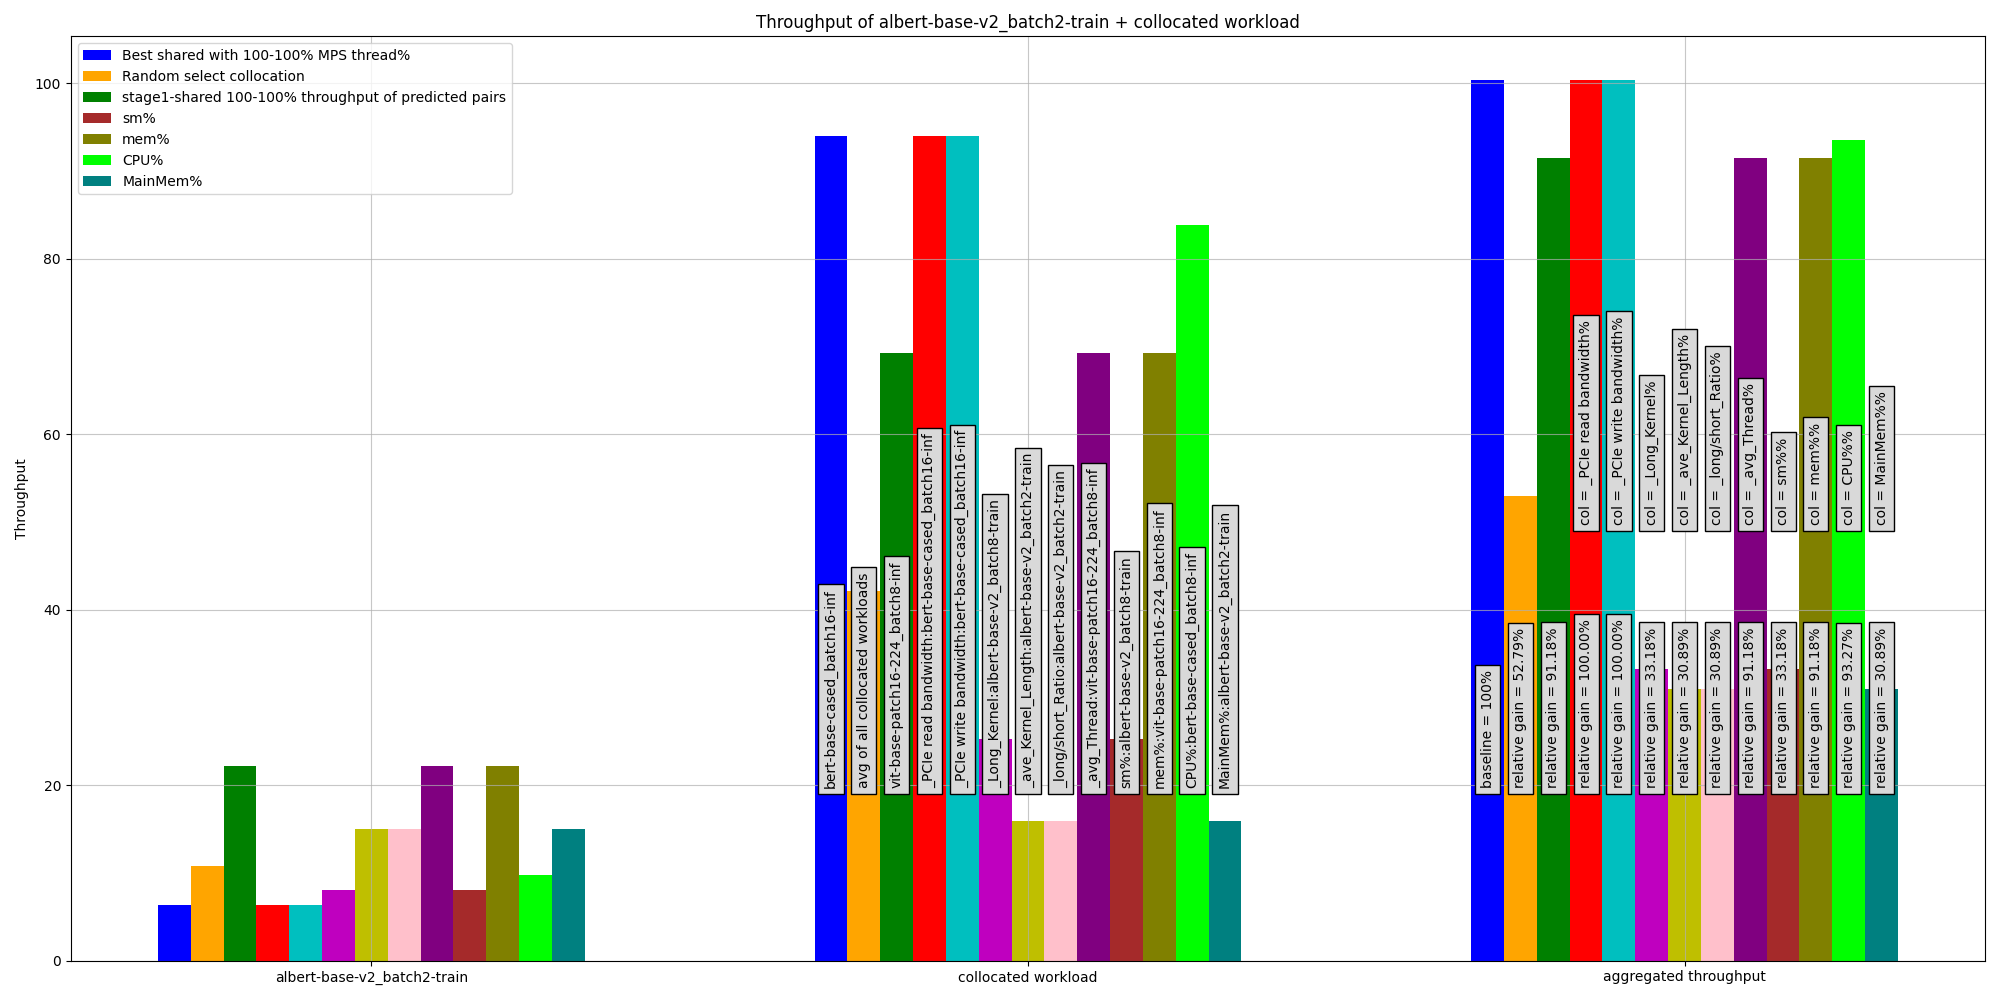 Throughput of albert-base-v2_batch2-train + collocated workload
Best shared with 100-100% MPS thread%
Random select collocation
stage1-shared 100-100% throughput of predicted pairs
sm%
mem%
CPU%
MainMem%
Throughput
100
80
60
40
20
0
bert-base-cased_batch16-inf
avg of all collocated workloads
vit-base-patch16-224_batch8-inf
_PCIe read bandwidth:bert-base-cased_batch16-inf
_PCIe write bandwidth:bert-base-cased_batch16-inf
_Long_Kernel:albert-base-v2_batch8-train
_ave_Kernel_Length:albert-base-v2_batch2-train
_long/short_Ratio:albert-base-v2_batch2-train
_avg_Thread:vit-base-patch16-224_batch8-inf
sm%:albert-base-v2_batch8-train
mem%:vit-base-patch16-224_batch8-inf
CPU%:bert-base-cased_batch8-inf
MainMem%:albert-base-v2_batch2-train
col = _PCIe read bandwidth%
col = _PCIe write bandwidth%
col = _Long_Kernel%
col = _ave_Kernel_Length%
col = _long/short_Ratio%
col = _avg_Thread%
col = sm%%
col = mem%%
col = CPU%%
col = MainMem%%
baseline = 100%
relative gain = 52.79%
relative gain = 91.18%
relative gain = 100.00%
relative gain = 100.00%
relative gain = 33.18%
relative gain = 30.89%
relative gain = 30.89%
relative gain = 91.18%
relative gain = 33.18%
relative gain = 91.18%
relative gain = 93.27%
relative gain = 30.89%
albert-base-v2_batch2-train
collocated workload
aggregated throughput